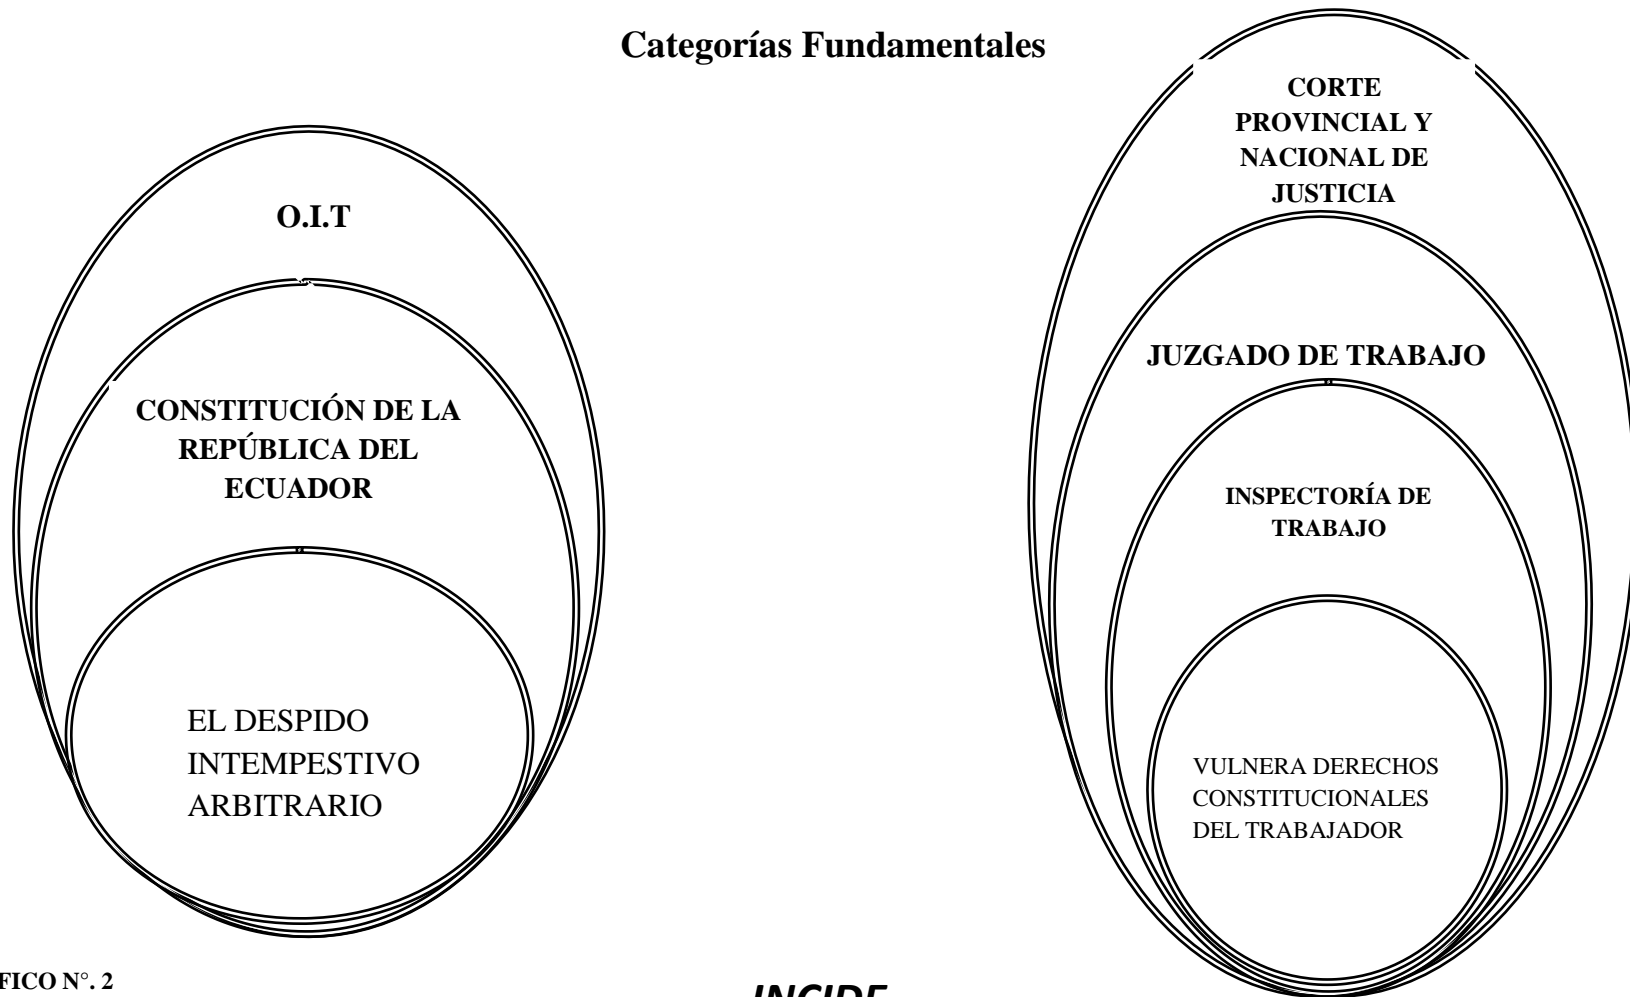 Categorías Fundamentales
O.I.T
CONSTITUCIÓN DE LA
REPÚBLICA DEL
ECUADOR
EL DESPIDO
INTEMPESTIVO
ARBITRARIO
CORTE
PROVINCIAL Y
NACIONAL DE
JUSTICIA
JUZGADO DE TRABAJO
INSPECTORÍA DE
TRABAJO
VULNERA DERECHOS
CONSTITUCIONALES
DEL TRABAJADOR
FICO N°. 2
INCIDE